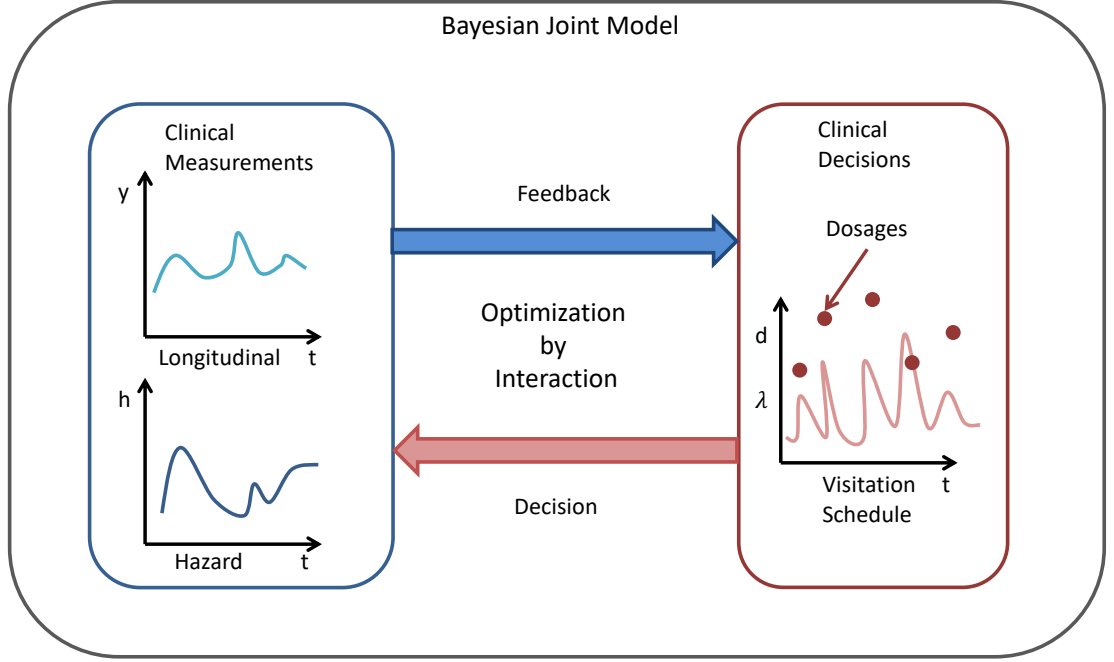 Bayesian Joint Model
Clinical
Measurements
y
Longitudinal t
h
Hazard t
Feedback
Optimization
by
Interaction
Decision
Clinical
Decisions
Dosages
d
λ
Visitation t
Schedule